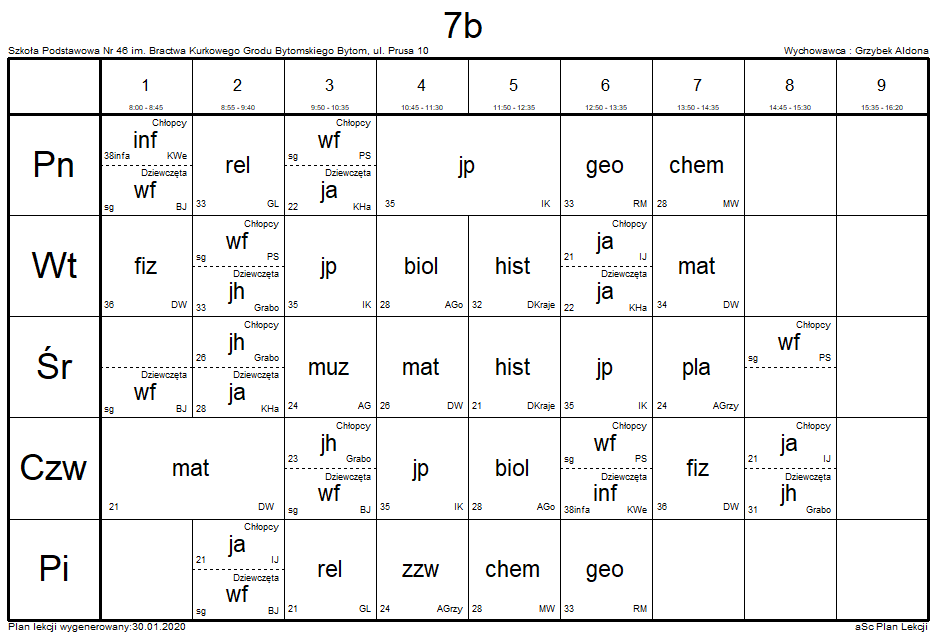 7b
Szkoła Podstawowa Nr 46 im. Bractwa Kurkowego Grodu Bytomskiego Bytom, ul. Prusa 10
Wychowawca : Grzybek Aldona
1 2 3 4 5 6 7 8 9
8:00 - 8:45 8:55 - 9:40 9:50 - 10:35 10:45 - 11:30 11:50 - 12:35 12:50 - 13:35 13:50 - 14:35 14:45 - 15:30 15:35 - 16:20
Pn
Chłopcy
inf
38infa KWe
Dziewczęta
wf
sg BJ
rel
33 GL
Chłopcy
wf
sg PS
Dziewczęta
ja
22 KHa
jp
35 IK
geo
33 RM
chem
28 MW
Wt
fiz
36 DW
Chłopcy
wf
sg PS
Dziewczęta
jh
33 Grabo
jp
35 IK
biol
28 AGo
hist
32 DKraje
Chłopcy
ja
21 IJ
Dziewczęta
ja
22 KHa
mat
34 DW
Śr
Dziewczęta
wf
sg BJ
Chłopcy
jh
26 Grabo
Dziewczęta
ja
28 KHa
muz
24 AG
mat
26 DW
hist
21 DKraje
jp
35 IK
pla
24 AGrzy
Chłopcy
wf
sg PS
Czw
mat
21 DW
Chłopcy
jh
23 Grabo
Dziewczęta
wf
sg BJ
jp
35 IK
biol
28 AGo
Chłopcy
wf
sg PS
Dziewczęta
inf
38infa KWe
fiz
36 DW
Chłopcy
ja
21 IJ
Dziewczęta
jh
31 Grabo
Pi
Chłopcy
ja
21 IJ
Dziewczęta
wf
sg BJ
rel
21 GL
zzw
24 AGrzy
chem
28 MW
geo
33 RM
Plan lekcji wygenerowany:30.01.2020
aSc Plan Lekcji